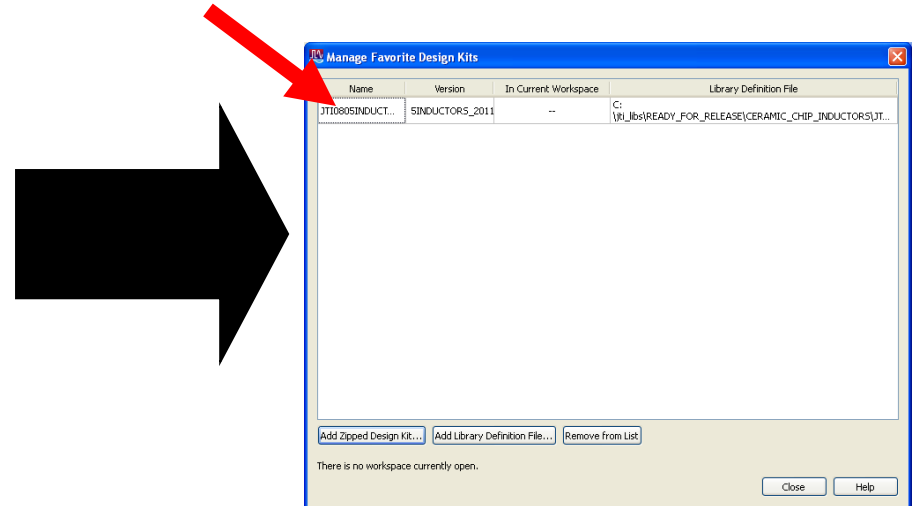 Manage Favorite Design Kits
Name Version In Current Workspace Library Definition File
JTI0805INDUCT... 5INDUCTORS_2011 -- C:
\jti_libs\READY_FOR_RELEASE\CERAMIC_CHIP_INDUCTORS\JT...
Add Zipped Design Kit... Add Library Definition File... Remove from List
There is no workspace currently open.
Close Help